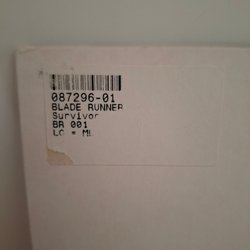 087296-01
BLADE RUNNER
Survivor
BR 001
LC = ML